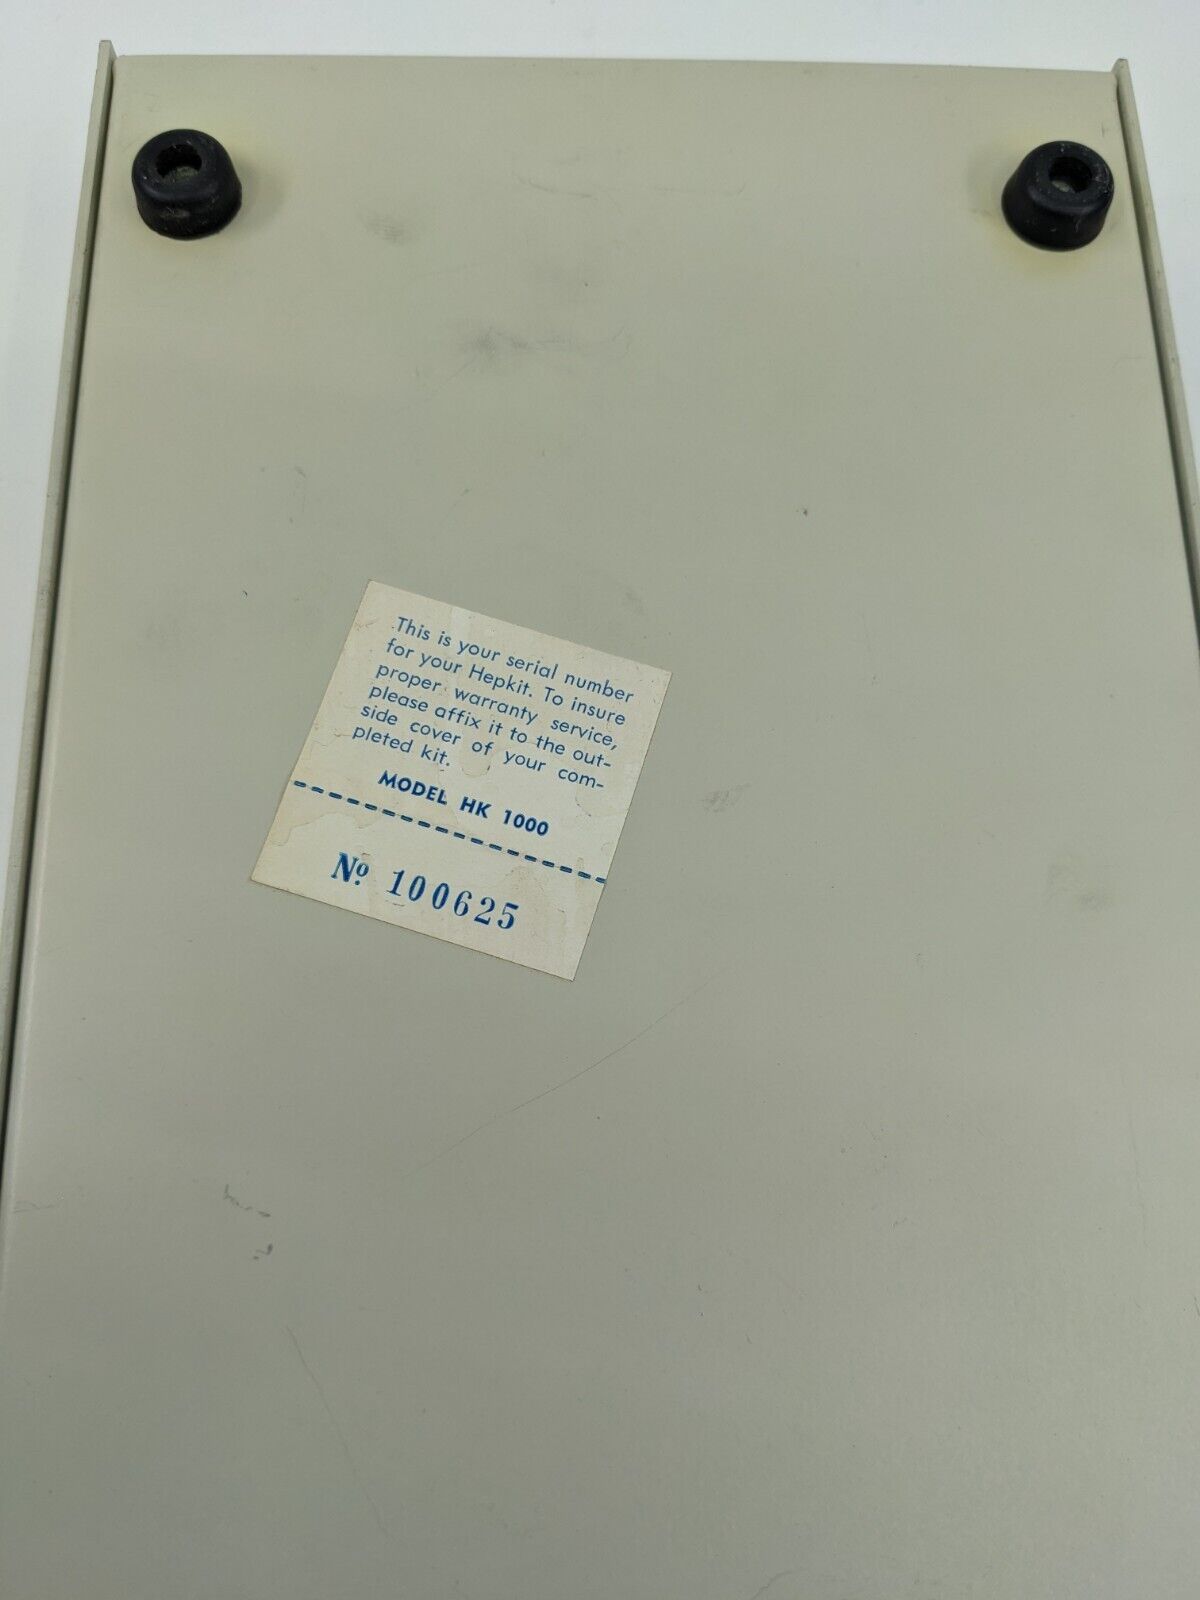 This is your serial number
for your Hepkit. To insure
proper warranty service,
please affix it to the out-
side cover of your com-
pleted kit.
MODEL HK 1000
Nº 100625